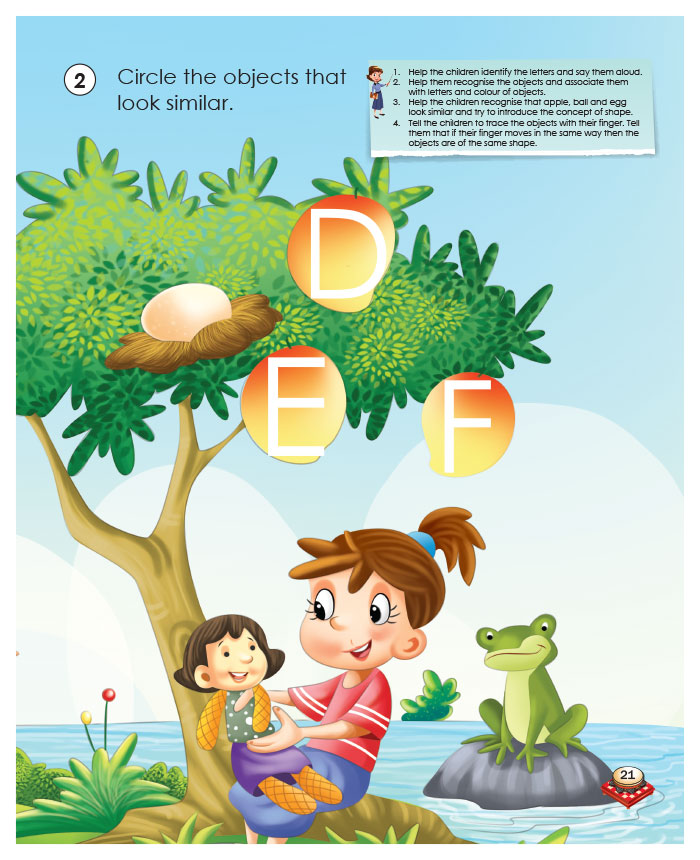 2
Circle the objects that
look similar.
1. Help the children identify the letters and say them aloud.
2. Help them recognise the objects and associate them
with letters and colour of objects.
3. Help the children recognise that apple, ball and egg
look similar and try to introduce the concept of shape.
4. Tell the children to trace the objects with their finger. Tell
them that if their finger moves in the same way then the
objects are of the same shape.
D
E
F
21